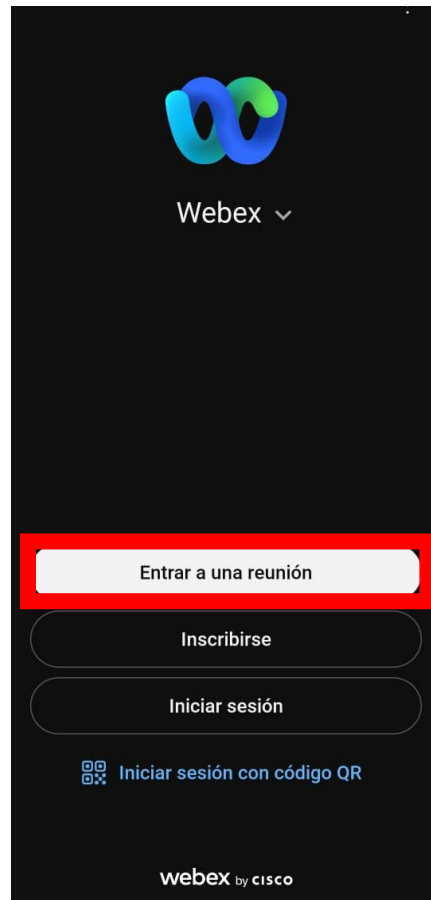 Webex
Entrar a una reunión
Inscribirse
Iniciar sesión
Iniciar sesión con código QR
webex by CISCO